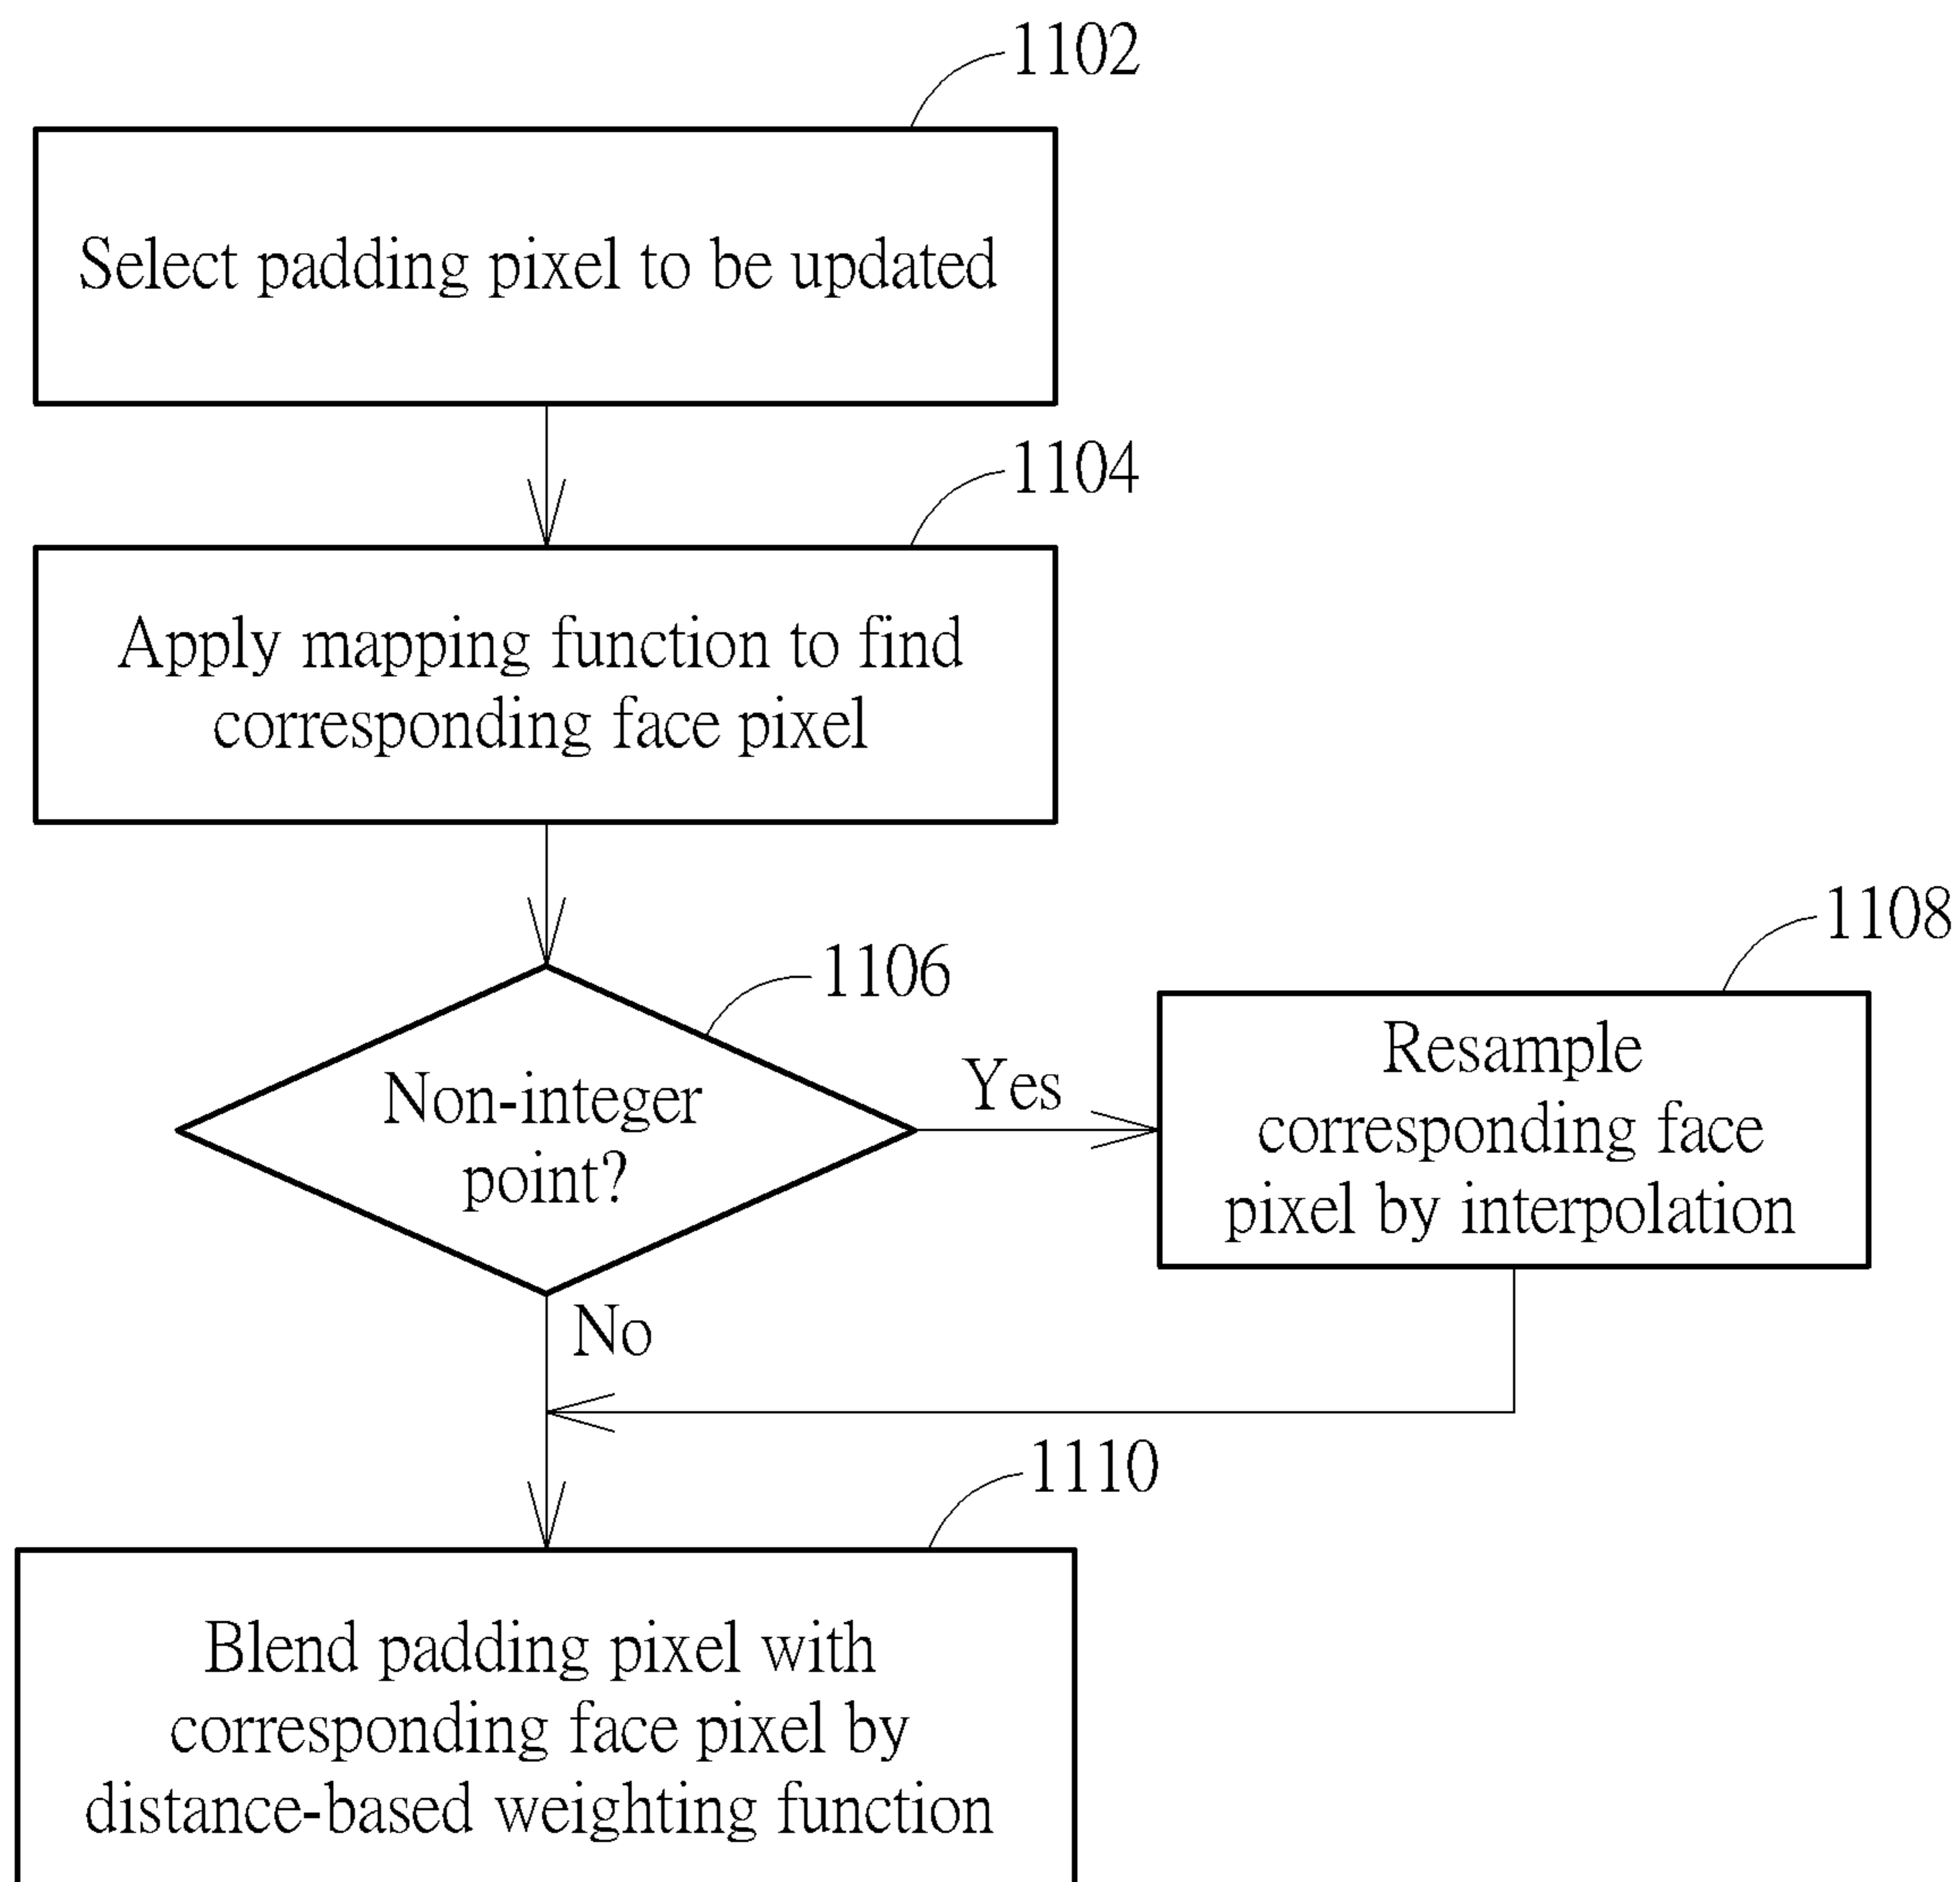 1102
Select padding pixel to be updated
1104
Apply mapping function to find
corresponding face pixel
1106
Non-integer
point?
Yes
1108
Resample
corresponding face
pixel by interpolation
No
1110
Blend padding pixel with
corresponding face pixel by
distance-based weighting function